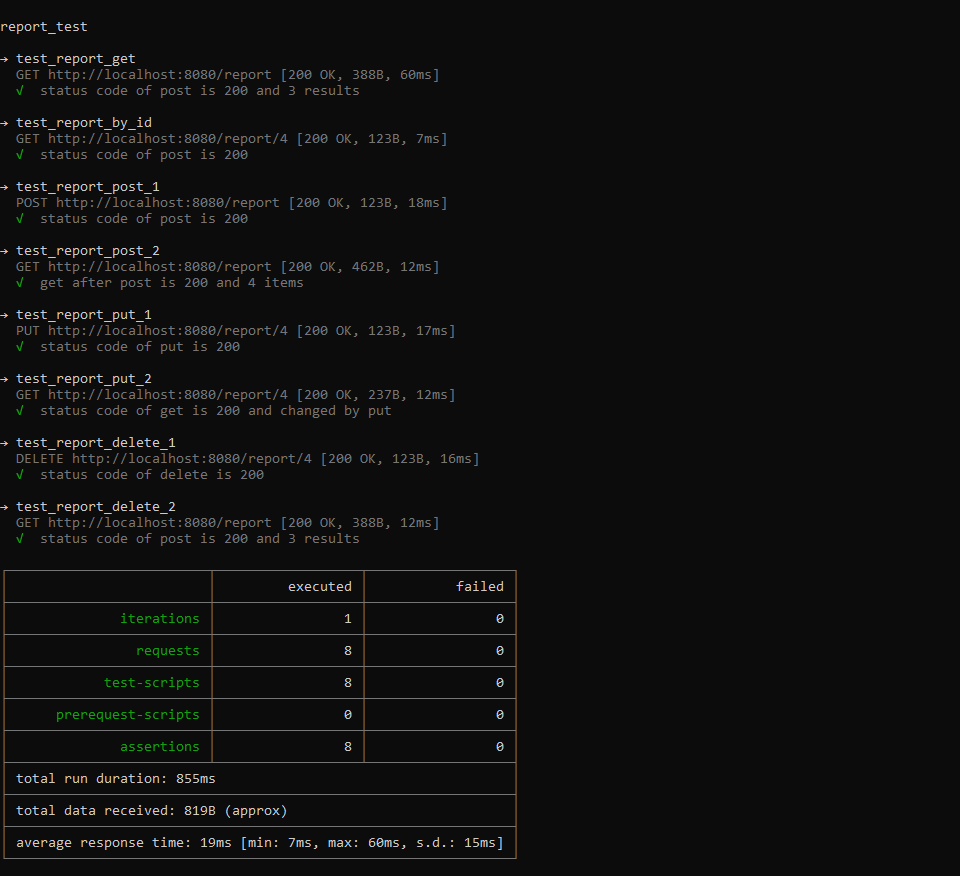 report_test
→ test_report_get
GET http://localhost:8080/report [200 OK, 388B, 60ms]
√ status code of post is 200 and 3 results
→ test_report_by_id
GET http://localhost:8080/report/4 [200 OK, 123B, 7ms]
√ status code of post is 200
→ test_report_post_1
POST http://localhost:8080/report [200 OK, 123B, 18ms]
√ status code of post is 200
→ test_report_post_2
GET http://localhost:8080/report [200 OK, 462B, 12ms]
√ get after post is 200 and 4 items
→ test_report_put_1
PUT http://localhost:8080/report/4 [200 OK, 123B, 17ms]
√ status code of put is 200
→ test_report_put_2
GET http://localhost:8080/report/4 [200 OK, 237B, 12ms]
√ status code of get is 200 and changed by put
→ test_report_delete_1
DELETE http://localhost:8080/report/4 [200 OK, 123B, 16ms]
√ status code of delete is 200
→ test_report_delete_2
GET http://localhost:8080/report [200 OK, 388B, 12ms]
√ status code of post is 200 and 3 results
executed failed
iterations 1 0
requests 8 0
test-scripts 8 0
prerequest-scripts 0 0
assertions 8 0
total run duration: 855ms
total data received: 819B (approx)
average response time: 19ms [min: 7ms, max: 60ms, s.d.: 15ms]